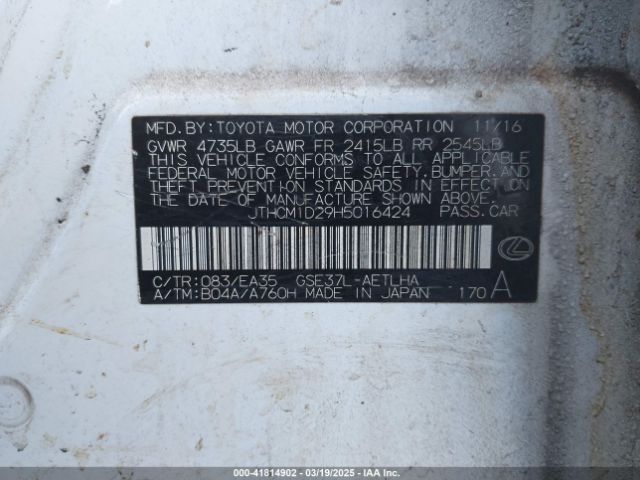 MFD.BY:TOYOTA MOTOR CORPORATION 11/16
GVWR 4735LB GAWR FR 2415LB RR 2545LB
THIS VEHICLE CONFORMS TO ALL APPLICABLE
FEDERAL MOTOR VEHICLE SAFETY.BUMPER.AND
THEFT PREVENTION STANDARDS IN EFFECT ON
THE DATE OF MANUFACTURE SHOWN ABOVE.
JTHCM1D29H5016424 PASS.CAR
C/TR:083/EA35 GSE37L-AETLHA
A/TM:B04A/A760H MADE IN JAPAN 170 A
000-41814902 - 03/19/2025 - IAA Inc.